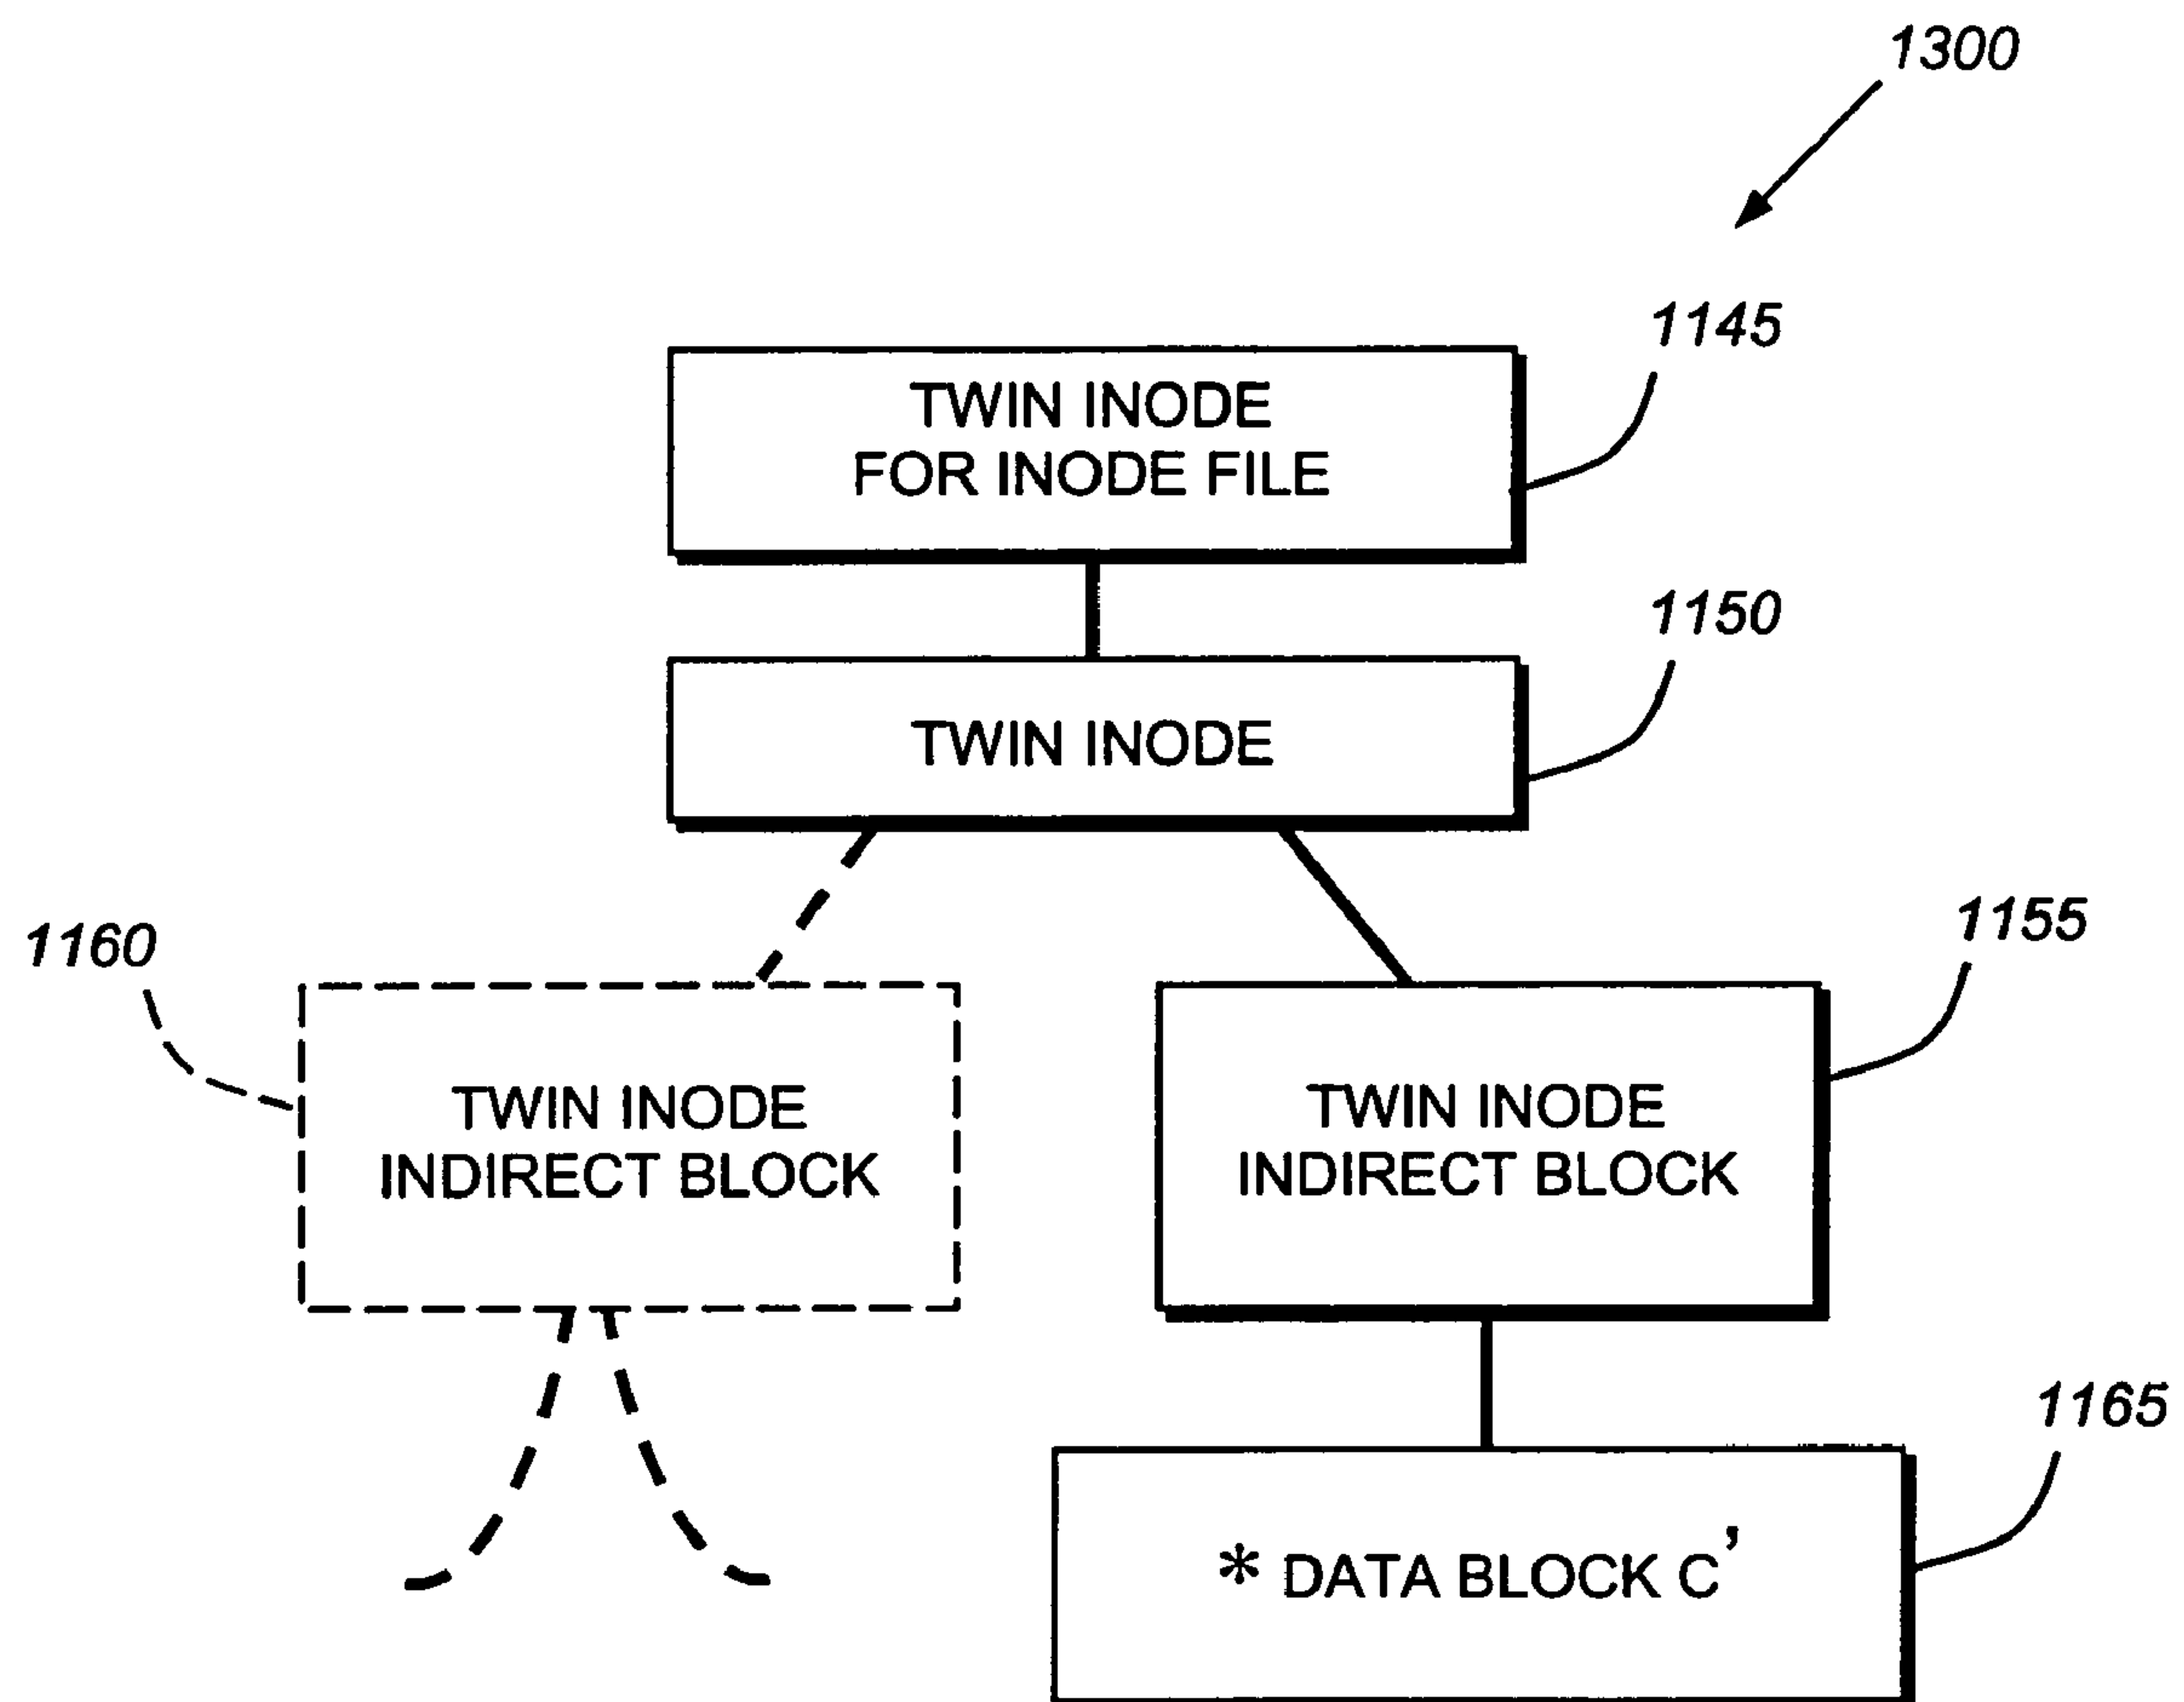 1300
1145
TWIN INODE
FOR INODE FILE
1150
TWIN INODE
1160
1155
TWIN INODE
INDIRECT BLOCK
TWIN INODE
INDIRECT BLOCK
1165
* DATA BLOCK C'